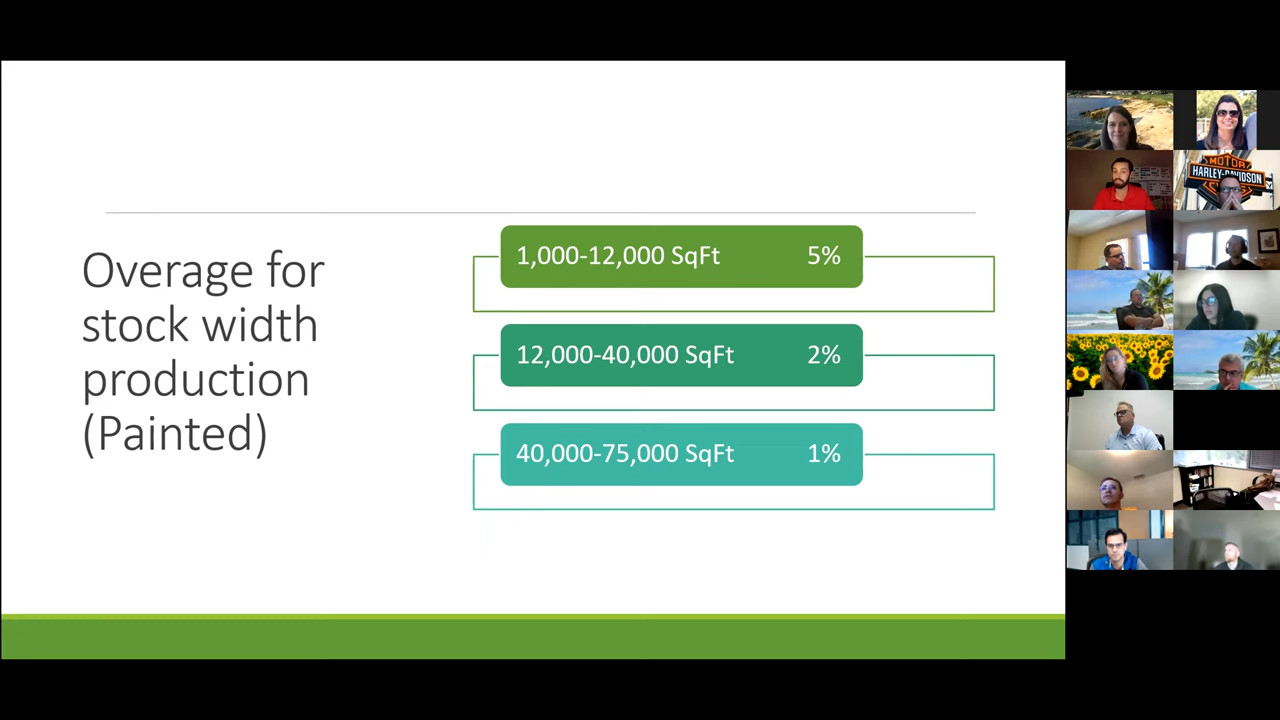 Overage for
stock width
production
(Painted)
1,000-12,000 SqFt 5%
12,000-40,000 SqFt 2%
40,000-75,000 SqFt 1%
MOTOR
HARLEY-DAVIDSON